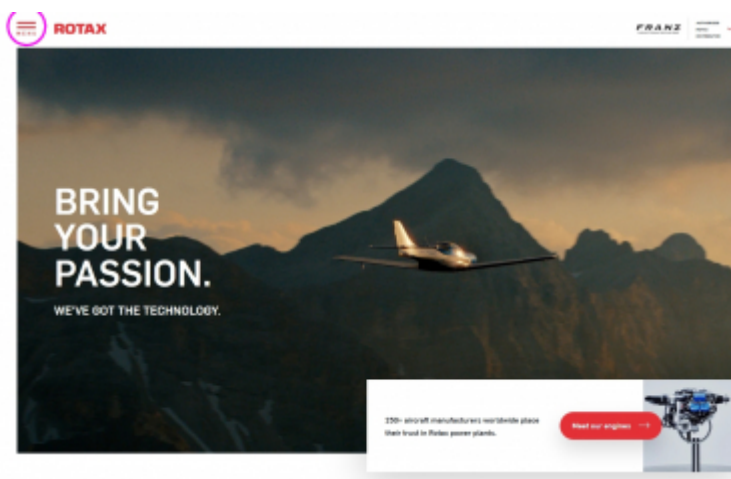 MENU
ROTAX
FRANZ
BRING
YOUR
PASSION.
WE'VE GOT THE TECHNOLOGY.
250+ aircraft manufacturers worldwide place
their trust in Rotax power plants.
Meet our engines